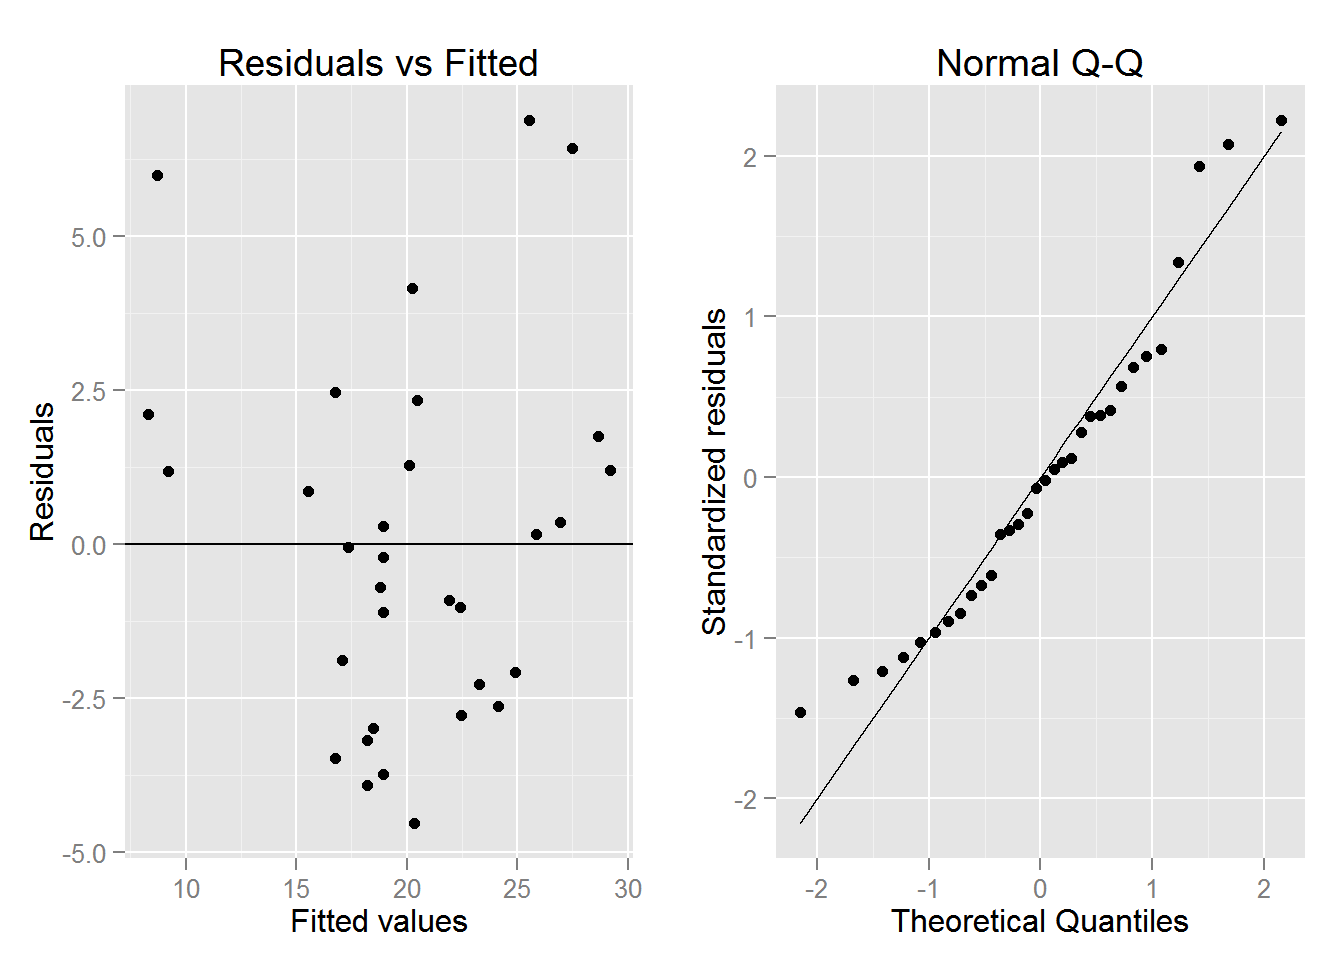 Residuals vs Fitted
Residuals
5.0
2.5
0.0
-2.5
-5.0
10 15 20 25 30
Fitted values
Normal Q-Q
Standardized residuals
2
1
0
-1
-2
-2 -1 0 1 2
Theoretical Quantiles